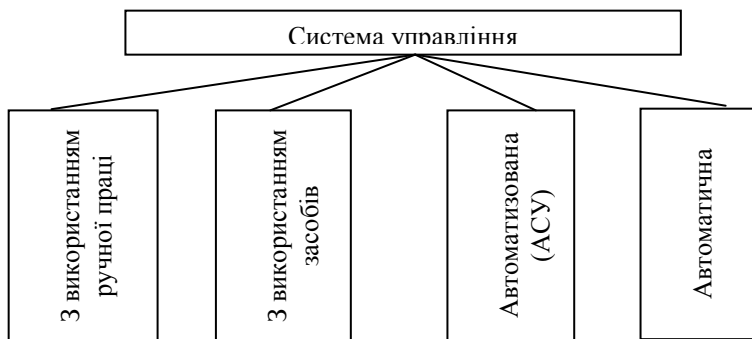 Система управління
З використанням
ручної праці
З використанням
засобів
Автоматизована
(АСУ)
Автоматична